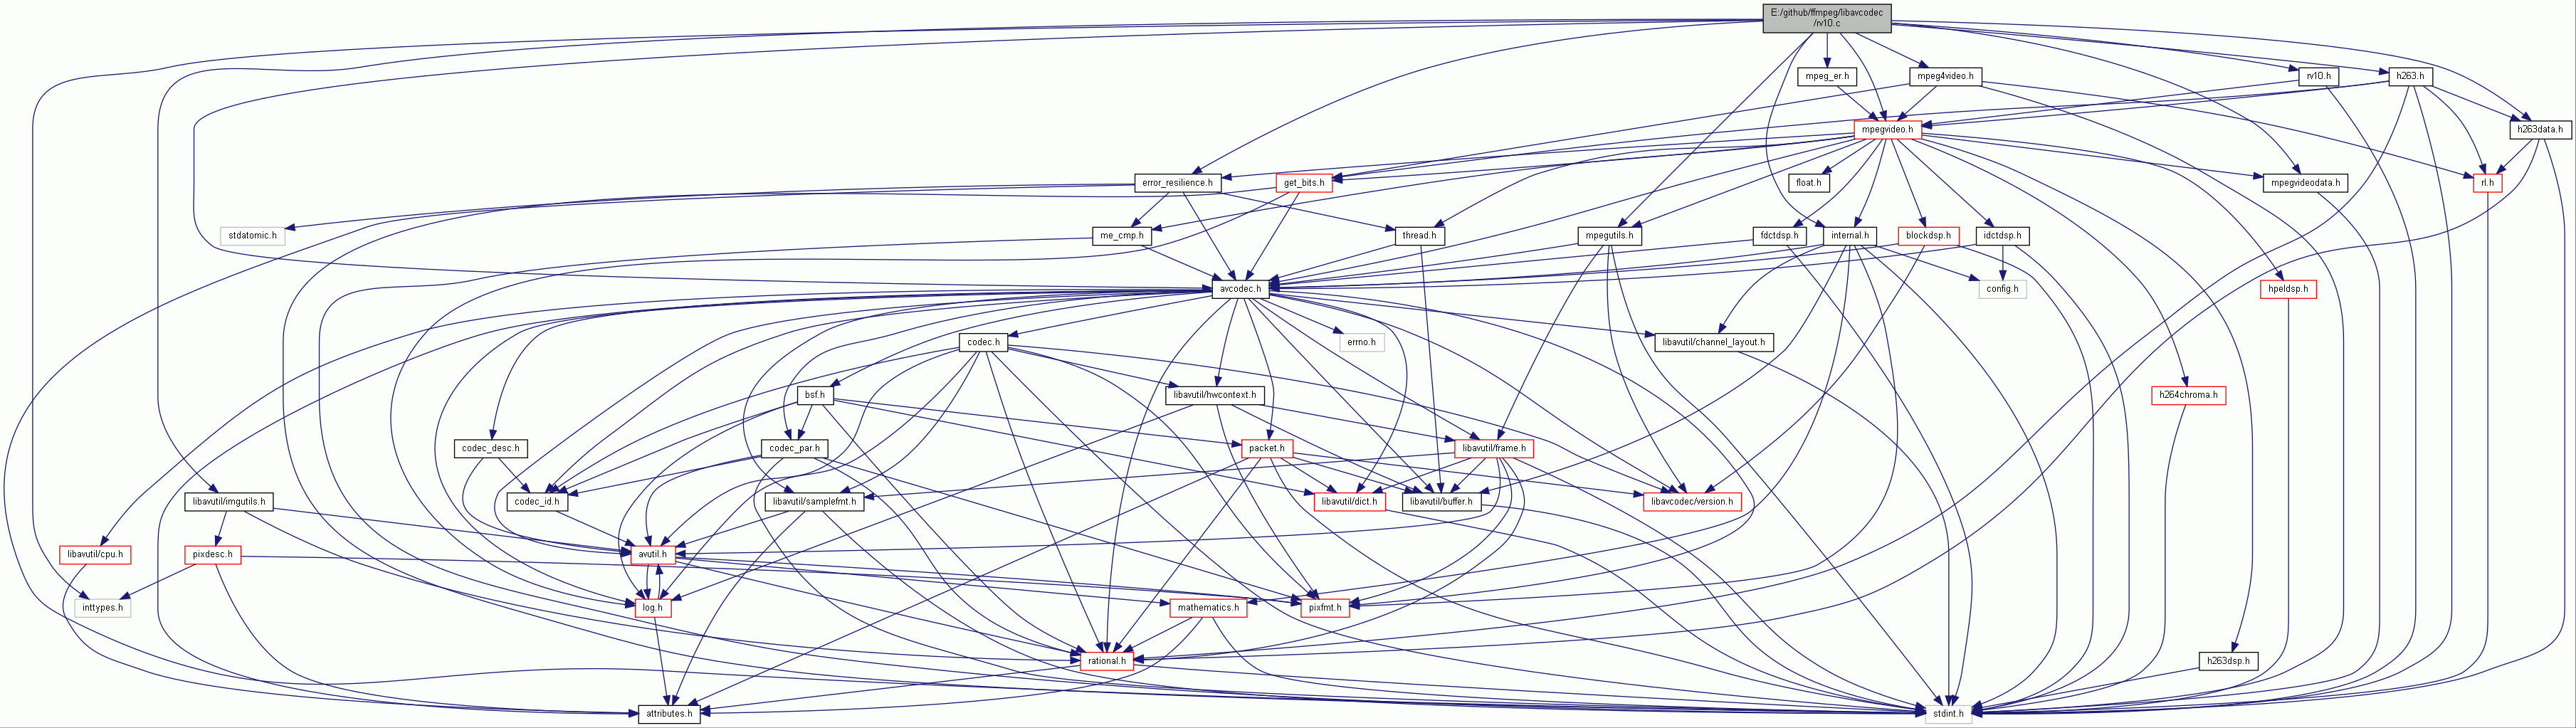 E:/github/ffmpeg/libavcodec
/rv10.c
mpeg_er.h
mpeg4video.h
rv10.h
h263.h
mpegvideo.h
h263data.h
error_resilience.h
get_bits.h
float.h
mpegvideodata.h
rl.h
stdatomic.h
me_cmp.h
thread.h
mpegutils.h
fdctdsp.h
internal.h
blockdsp.h
idctdsp.h
avcodec.h
config.h
hpeldsp.h
codec.h
errno.h
libavutil/channel_layout.h
bsf.h
libavutil/hwcontext.h
h264chroma.h
codec_desc.h
codec_par.h
packet.h
libavutil/frame.h
libavutil/imgutils.h
codec_id.h
libavutil/samplefmt.h
libavutil/dict.h
libavutil/buffer.h
libavcodec/version.h
libavutil/cpu.h
pixdesc.h
avutil.h
inttypes.h
log.h
mathematics.h
pixfmt.h
rational.h
h263dsp.h
attributes.h
stdint.h